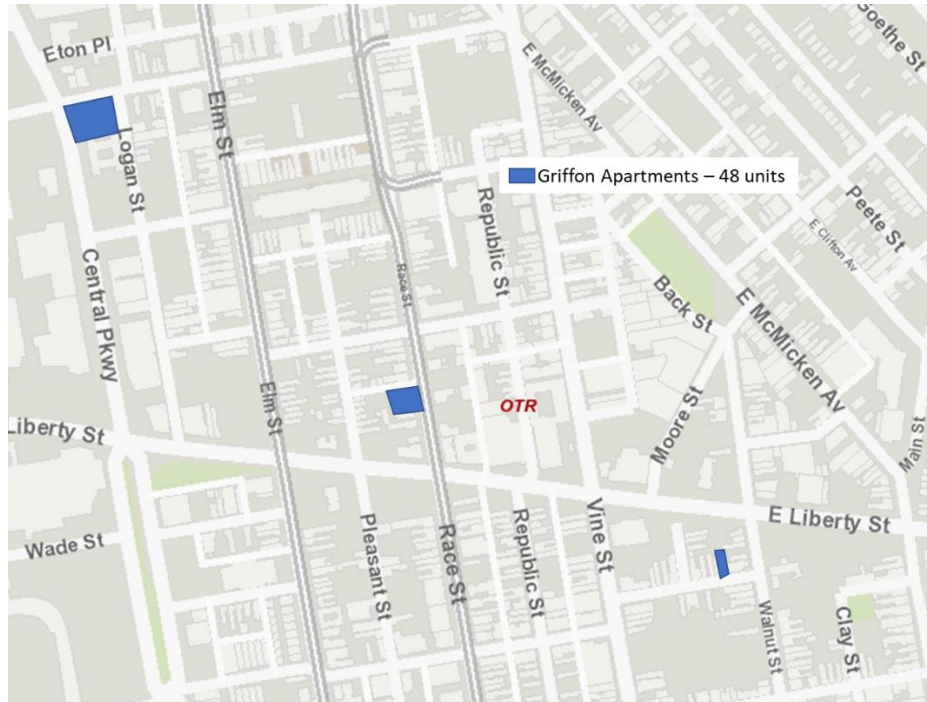 Goethe St
Eton Pl
E McMicken Av
Elm St
Logan St
Griffon Apartments – 48 units
Republic St
Peete St
E Clifton Av
Central Pkwy
Race St
Back St
E McMicken Av
Elm St
OTR
Moore St
Main St
Liberty St
E Liberty St
Vine St
Wade St
Pleasant St
Race St
Republic St
Walnut St
Clay St